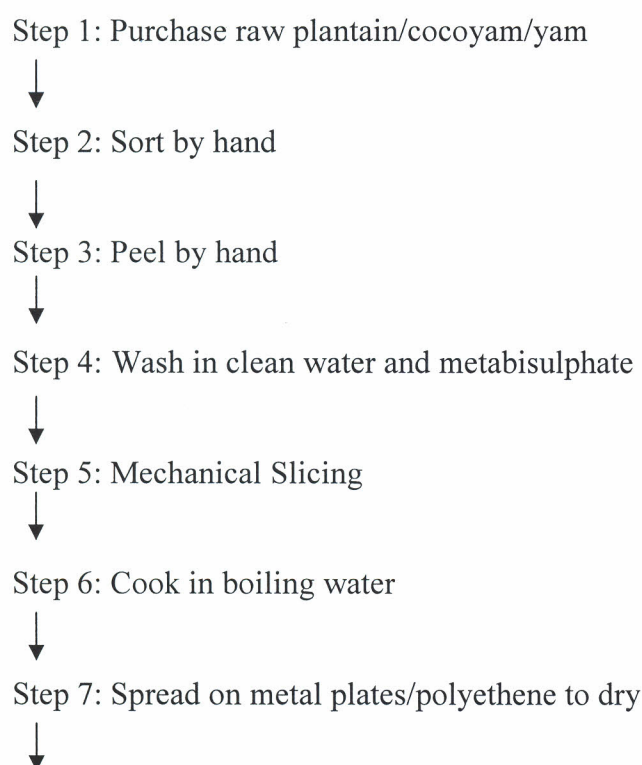 Step 1: Purchase raw plantain/cocoyam/yam
Step 2: Sort by hand
Step 3: Peel by hand
Step 4: Wash in clean water and metabisulphate
Step 5: Mechanical Slicing
Step 6: Cook in boiling water
Step 7: Spread on metal plates/polyethene to dry